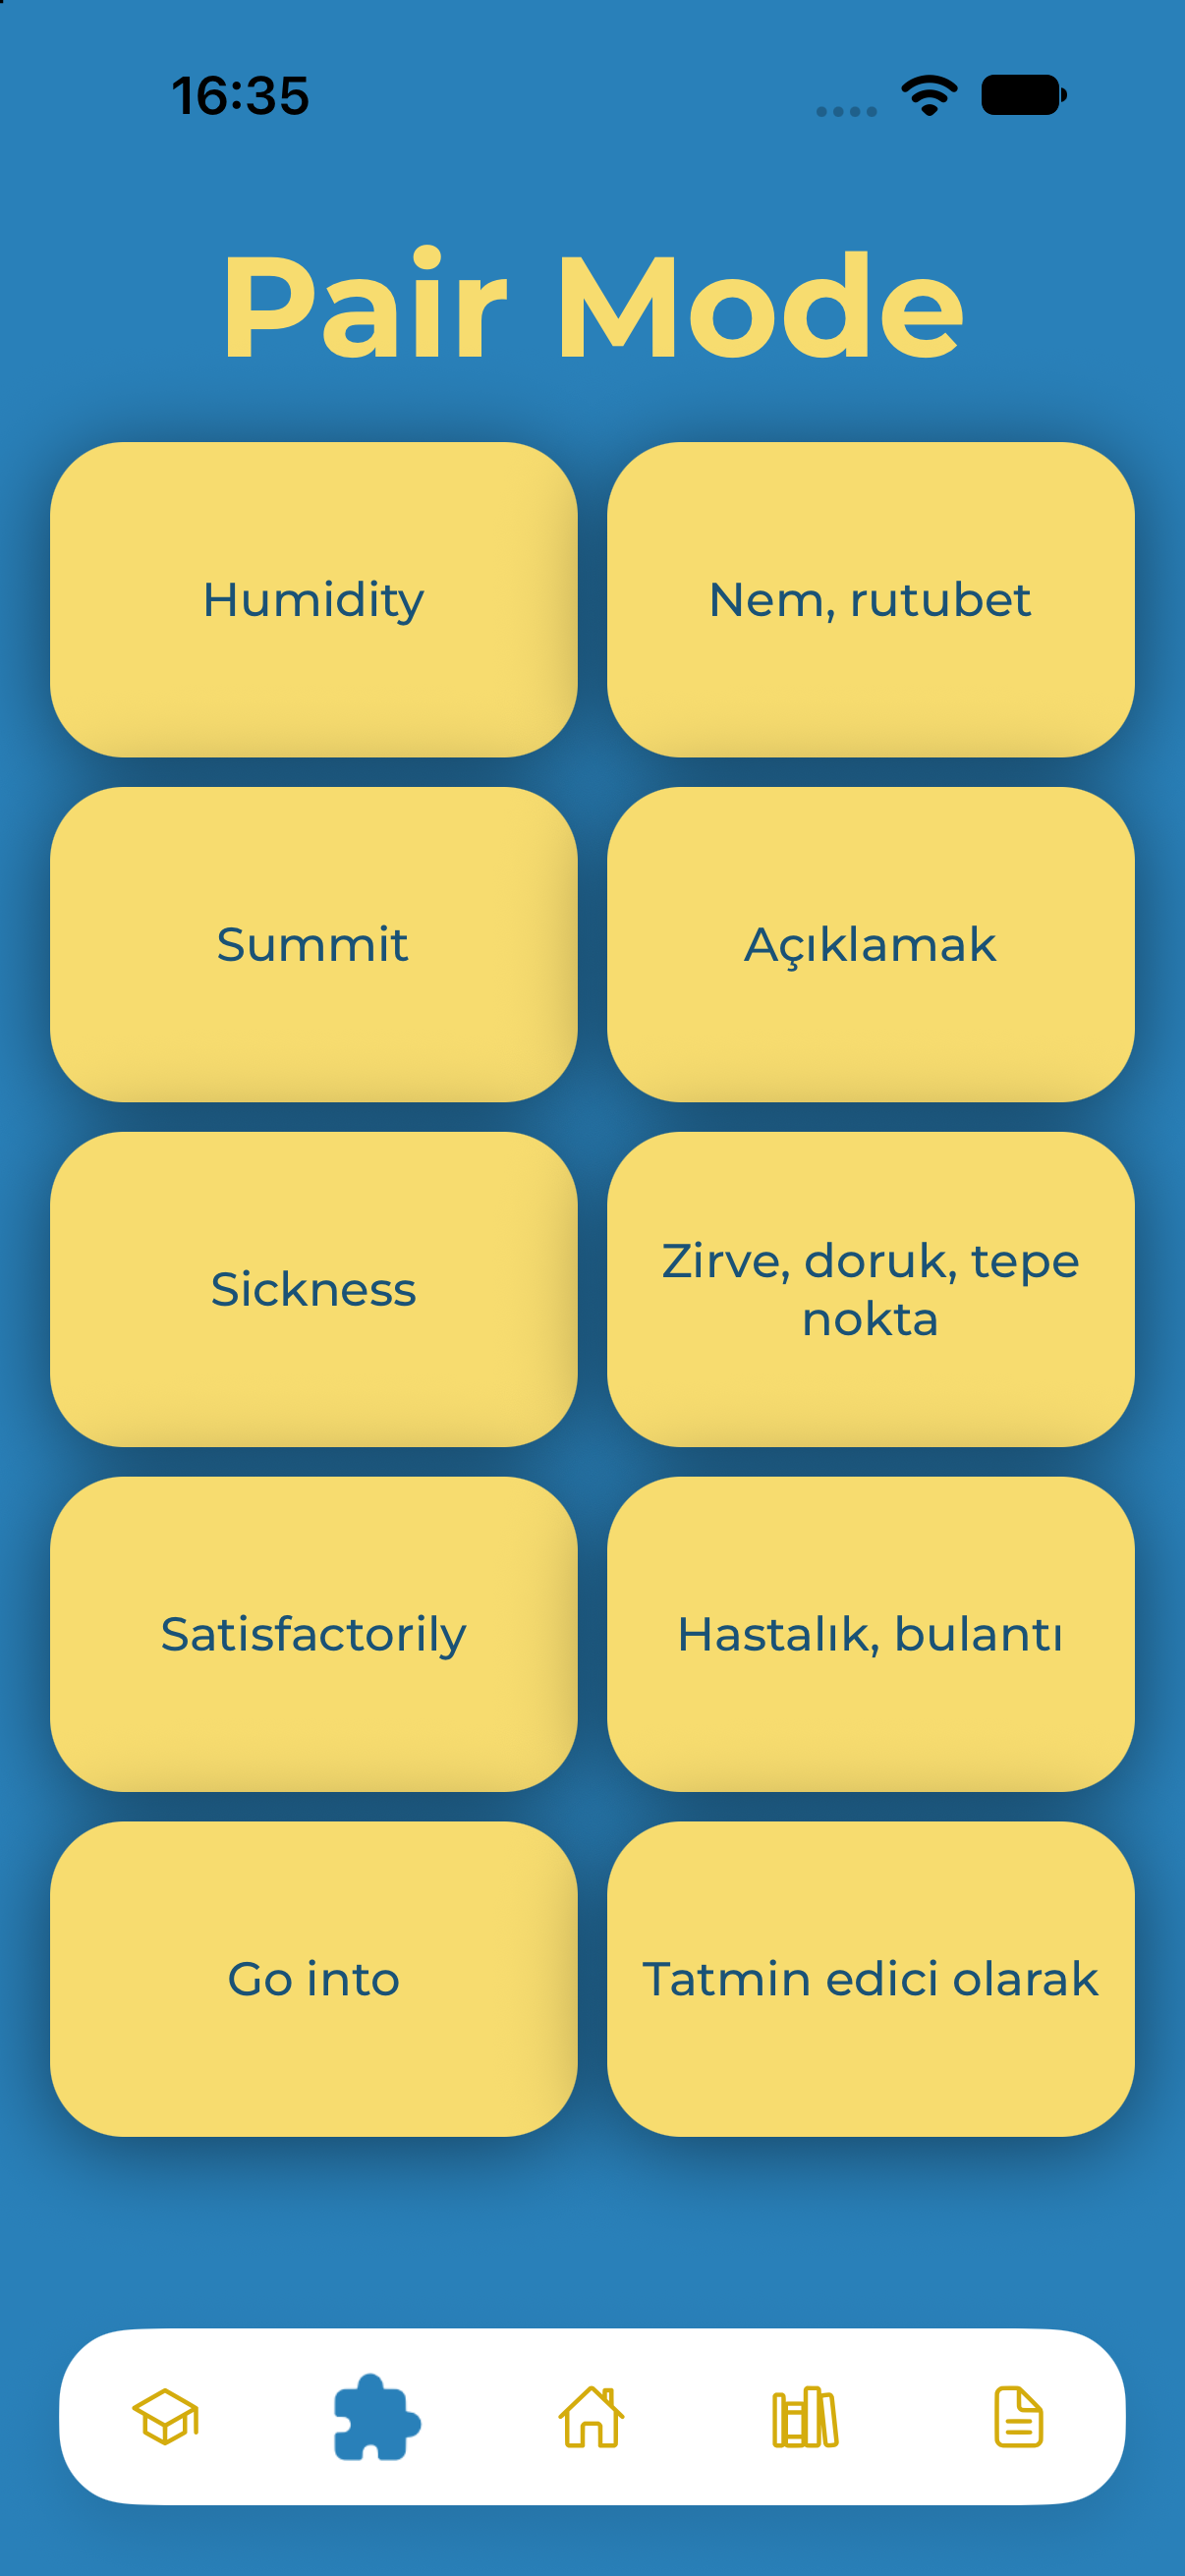 16:35
Pair Mode
Humidity
Nem, rutubet
Summit
Açıklamak
Sickness
Zirve, doruk, tepe
nokta
Satisfactorily
Hastalık, bulantı
Go into
Tatmin edici olarak